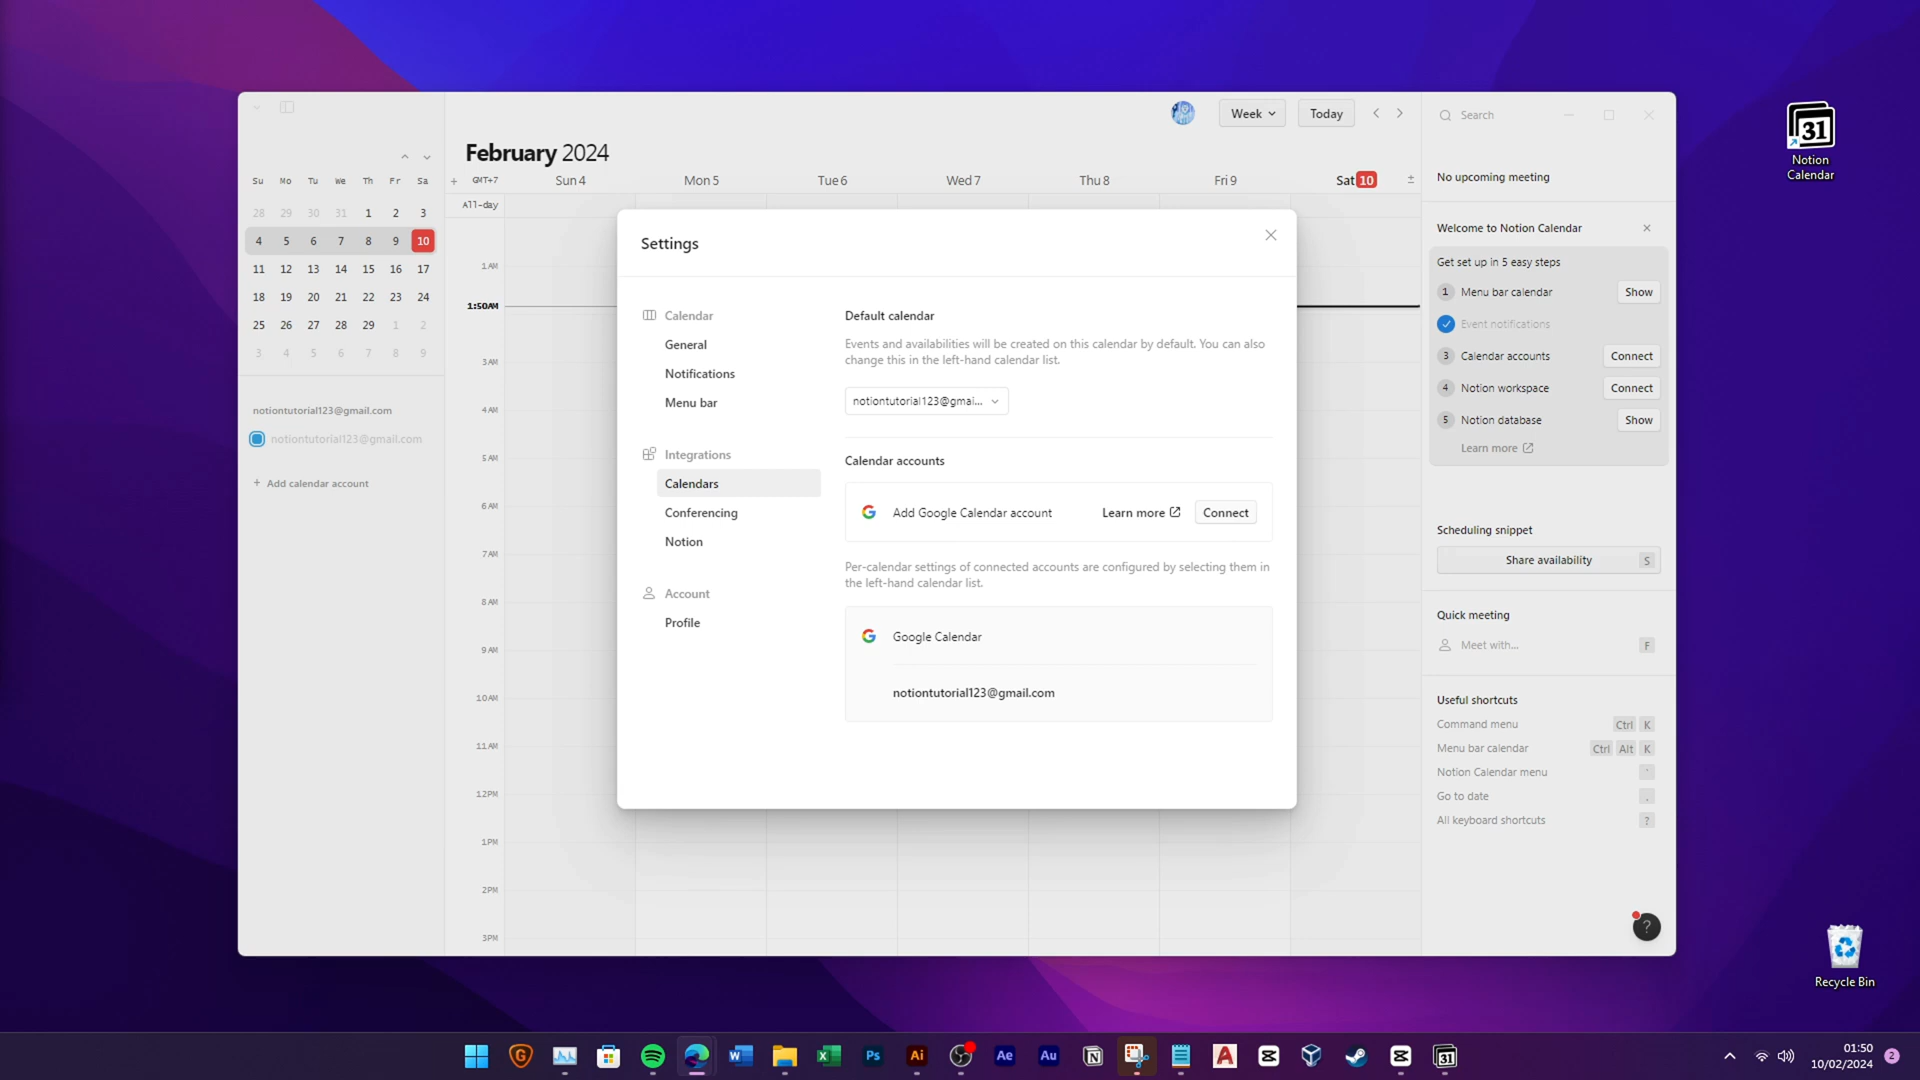 February 2024
Week
Today
Search
Su Mo Tu We Th Fr Sa
28 29 30 31 1 2 3
4 5 6 7 8 9 10
11 12 13 14 15 16 17
18 19 20 21 22 23 24
25 26 27 28 29 1 2
3 4 5 6 7 8 9
notiontutorial123@gmail.com
notiontutorial123@gmail.com
+ Add calendar account
+ GMT+7 Sun 4 Mon 5 Tue 6 Wed 7 Thu 8 Fri 9 Sat 10
All-day
1 AM
1:50AM
3 AM
4 AM
5 AM
6 AM
7 AM
8 AM
9 AM
10 AM
11 AM
12 PM
1 PM
2 PM
3 PM
Settings
Calendar
General
Notifications
Menu bar
Integrations
Calendars
Conferencing
Notion
Account
Profile
Default calendar
Events and availabilities will be created on this calendar by default. You can also
change this in the left-hand calendar list.
notiontutorial123@gmai...
Calendar accounts
Add Google Calendar account Learn more Connect
Per-calendar settings of connected accounts are configured by selecting them in
the left-hand calendar list.
Google Calendar
notiontutorial123@gmail.com
No upcoming meeting
Welcome to Notion Calendar
Get set up in 5 easy steps
1 Menu bar calendar Show
Event notifications
3 Calendar accounts Connect
4 Notion workspace Connect
5 Notion database Show
Learn more
Scheduling snippet
Share availability S
Quick meeting
Meet with... F
Useful shortcuts
Command menu Ctrl K
Menu bar calendar Ctrl Alt K
Notion Calendar menu
Go to date .
All keyboard shortcuts ?
?
31
Notion
Calendar
Recycle Bin
G
W
X
Ps
Ai
Ae
Au
N
A
31
01:50
10/02/2024
2